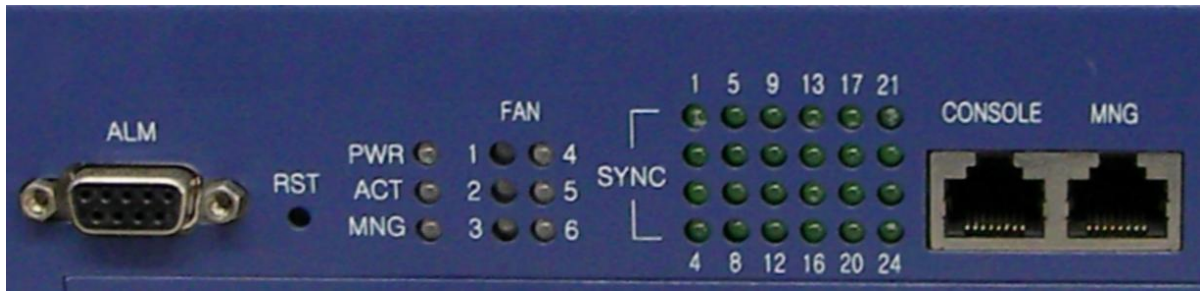 1 5 9 13 17 21
FAN
CONSOLE MNG
ALM
PWR 1 4
SYNC
RST
ACT 2 5
MNG 3 6
4 8 12 16 20 24